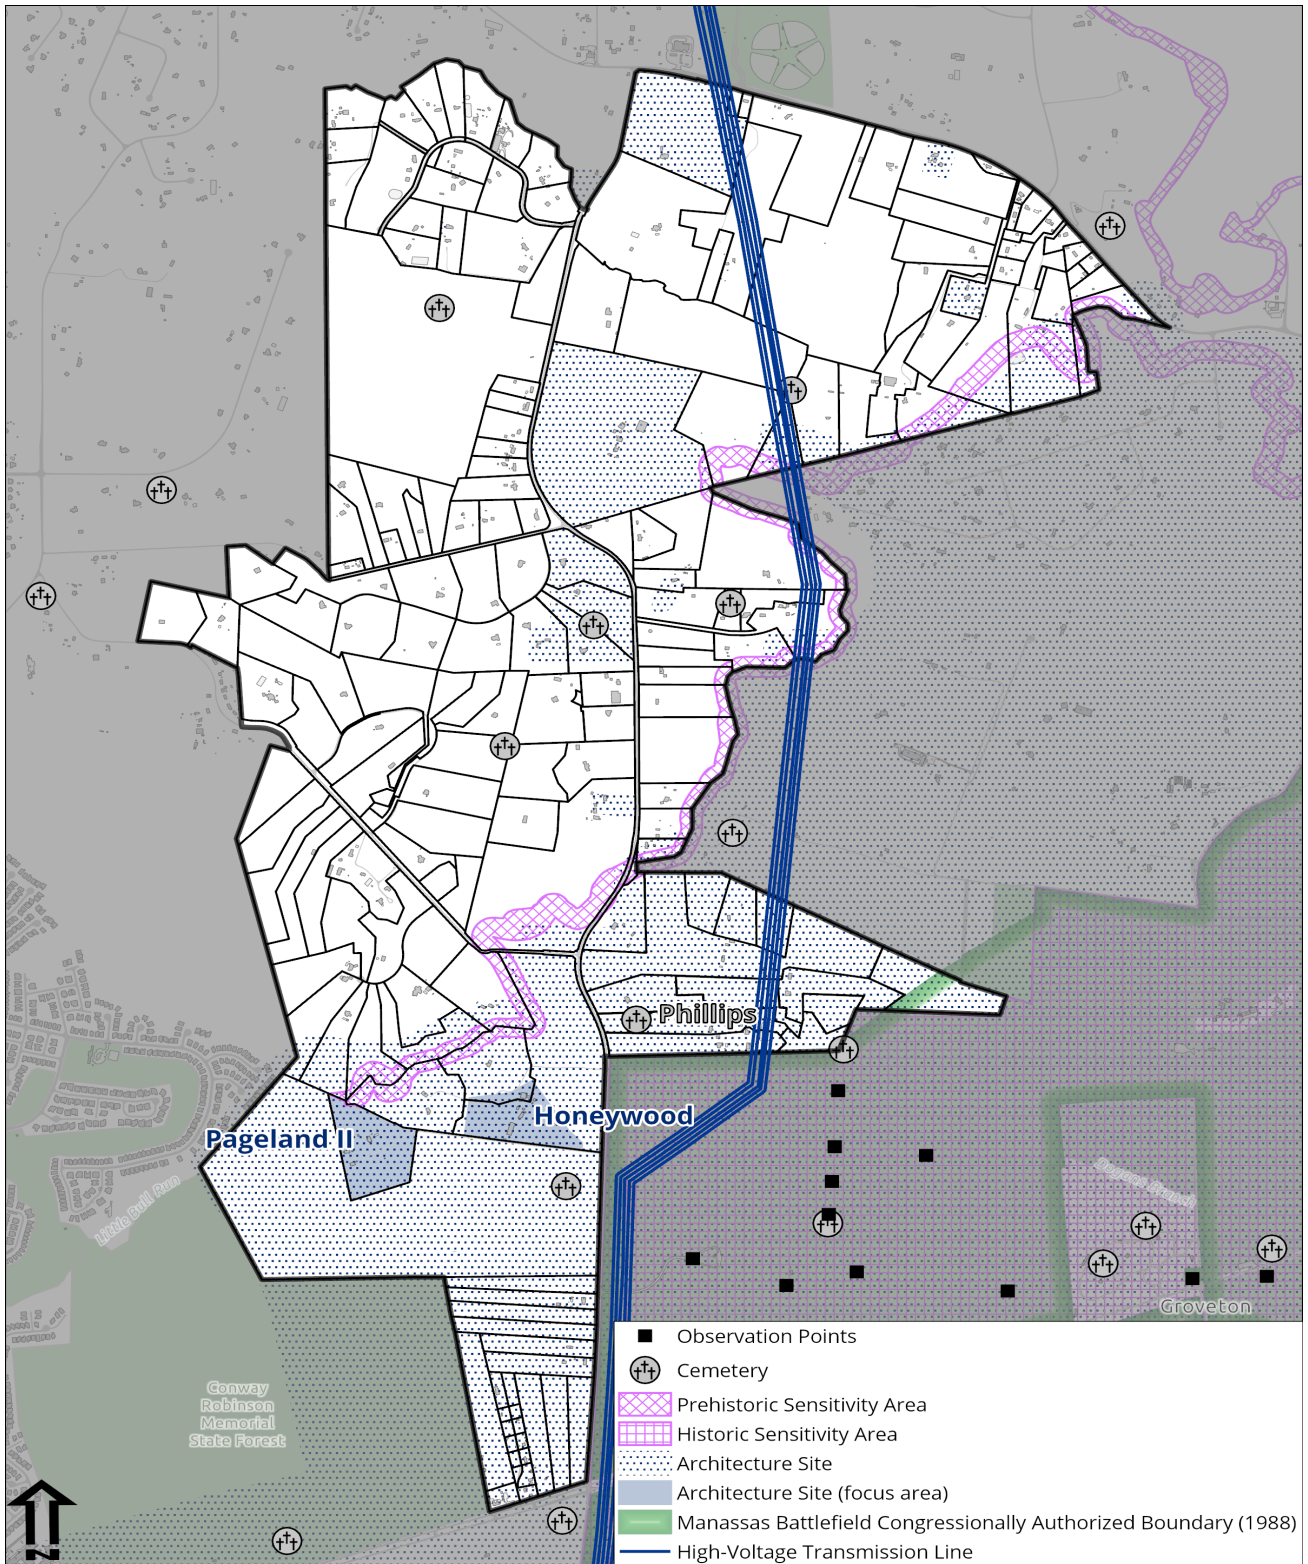 Phillips
Honeywood
Pageland II
Little Bull Run
Dogans Branch
Groveton
Conway
Robinson
Memorial
State Forest
Observation Points
Cemetery
Prehistoric Sensitivity Area
Historic Sensitivity Area
Architecture Site
Architecture Site (focus area)
Manassas Battlefield Congressionally Authorized Boundary (1988)
High-Voltage Transmission Line
N